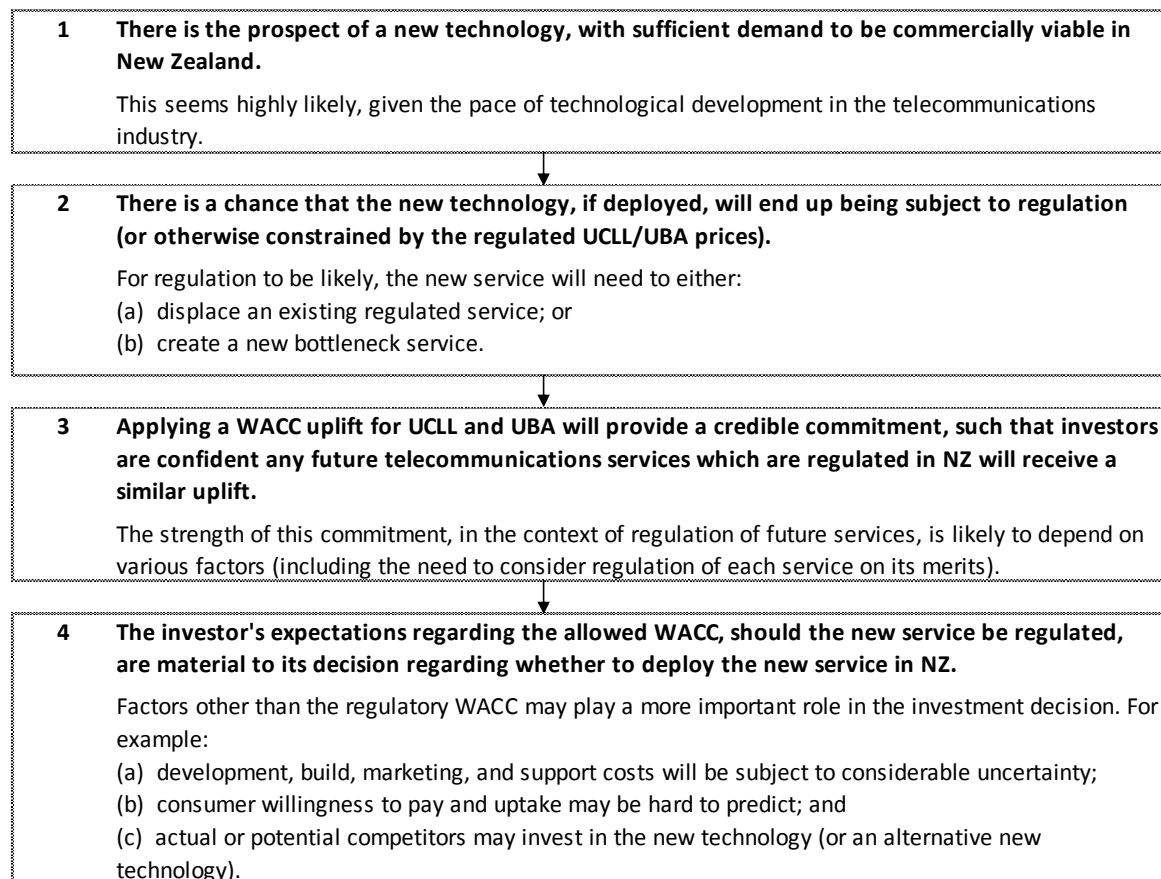 1 There is the prospect of a new technology, with sufficient demand to be commercially viable in
New Zealand.
This seems highly likely, given the pace of technological development in the telecommunications
industry.
2 There is a chance that the new technology, if deployed, will end up being subject to regulation
(or otherwise constrained by the regulated UCLL/UBA prices).
For regulation to be likely, the new service will need to either:
(a) displace an existing regulated service; or
(b) create a new bottleneck service.
3 Applying a WACC uplift for UCLL and UBA will provide a credible commitment, such that investors
are confident any future telecommunications services which are regulated in NZ will receive a
similar uplift.
The strength of this commitment, in the context of regulation of future services, is likely to depend on
various factors (including the need to consider regulation of each service on its merits).
4 The investor's expectations regarding the allowed WACC, should the new service be regulated,
are material to its decision regarding whether to deploy the new service in NZ.
Factors other than the regulatory WACC may play a more important role in the investment decision. For
example:
(a) development, build, marketing, and support costs will be subject to considerable uncertainty;
(b) consumer willingness to pay and uptake may be hard to predict; and
(c) actual or potential competitors may invest in the new technology (or an alternative new
technology).